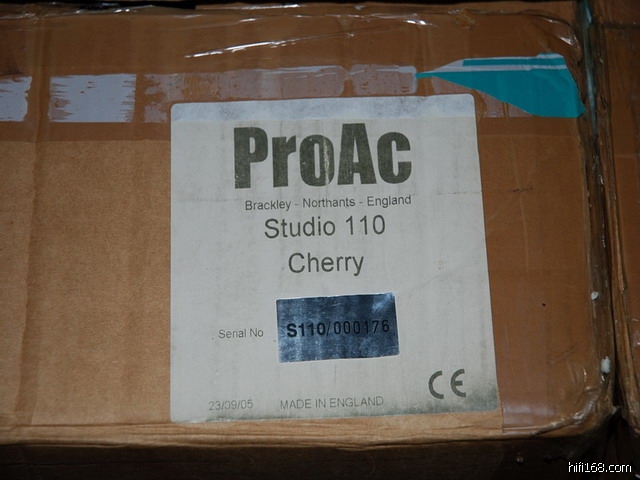 ProAc
Brackley - Northants - England
Studio 110
Cherry
Serial No S110/000176
23/09/05 MADE IN ENGLAND CE
hifi168.com